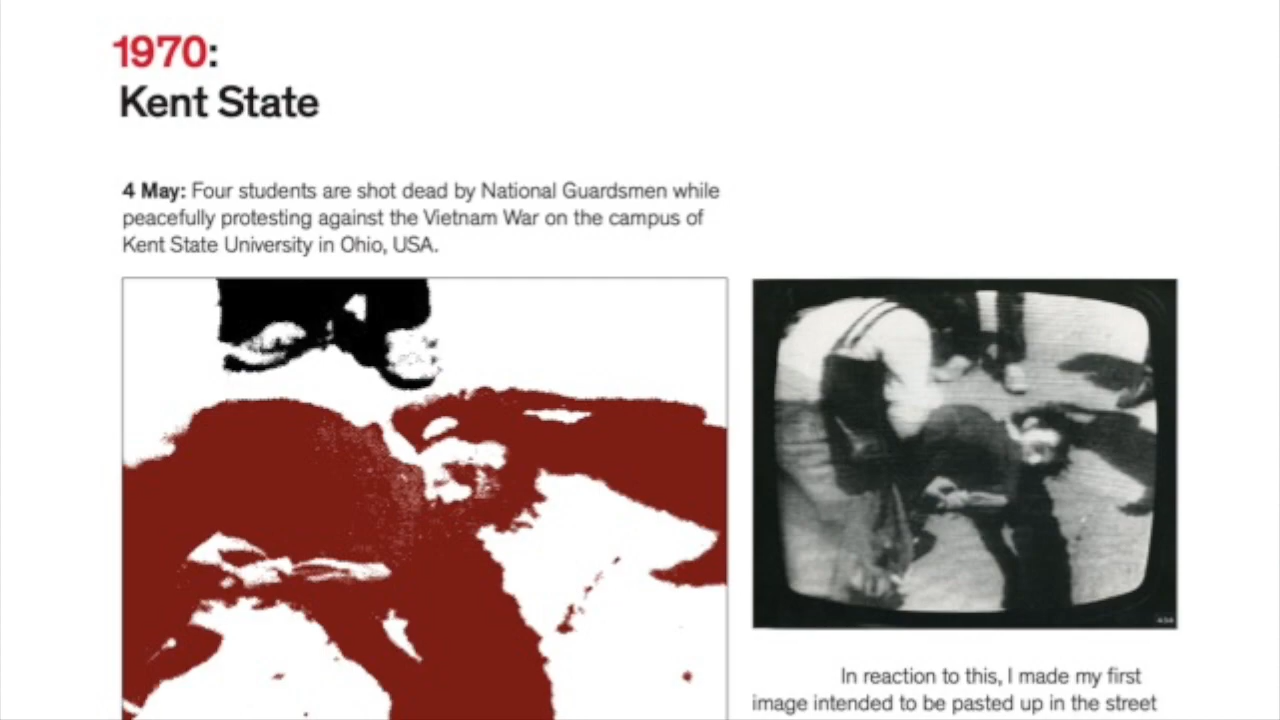 1970:
Kent State
4 May: Four students are shot dead by National Guardsmen while
peacefully protesting against the Vietnam War on the campus of
Kent State University in Ohio, USA.
In reaction to this, I made my first
image intended to be pasted up in the street